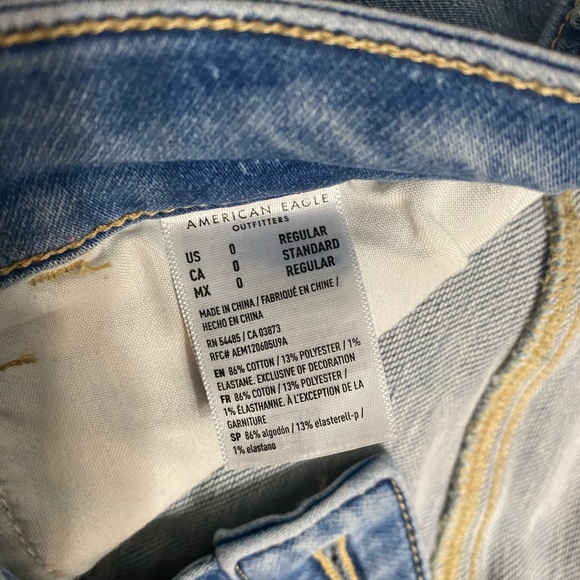 AMERICAN EAGLE
OUTFITTERS
US 0 REGULAR
CA 0 STANDARD
MX 0 REGULAR
MADE IN CHINA / FABRIQUÉ EN CHINE /
HECHO EN CHINA
RN 54485 / CA 03873
RFC# AEM120605U9A
EN 86% COTTON / 13% POLYESTER / 1%
ELASTANE. EXCLUSIVE OF DECORATION
FR 86% COTON / 13% POLYESTER /
1% ÉLASTHANNE. À L'EXCEPTION DE LA
GARNITURE
SP 86% algodón / 13% elasterell-p /
1% elastano